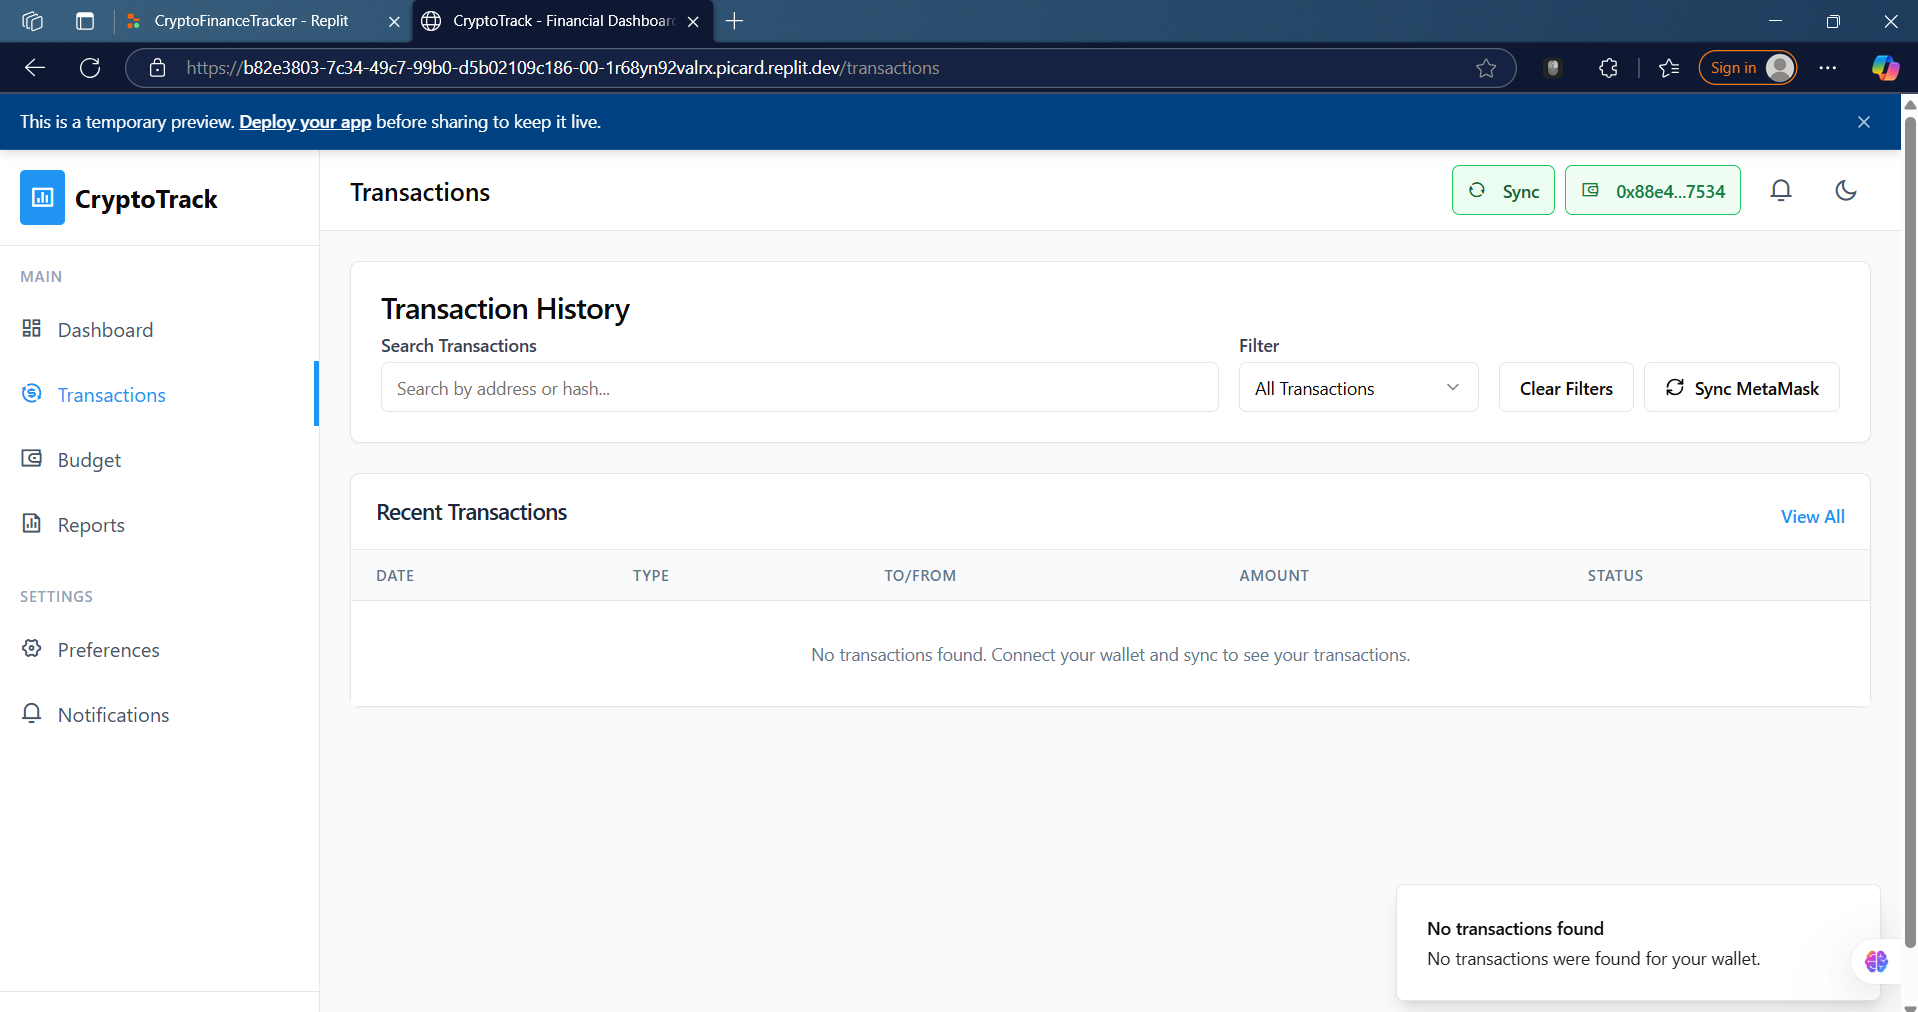 CryptoFinanceTracker - Replit
CryptoTrack - Financial Dashboar
https://b82e3803-7c34-49c7-99b0-d5b02109c186-00-1r68yn92valrx.picard.replit.dev/transactions
Sign in
This is a temporary preview. Deploy your app before sharing to keep it live.
CryptoTrack
Transactions
Sync
0x88e4...7534
MAIN
Dashboard
Transactions
Budget
Reports
SETTINGS
Preferences
Notifications
Transaction History
Search Transactions
Filter
Search by address or hash...
All Transactions
Clear Filters
Sync MetaMask
Recent Transactions
View All
DATE TYPE TO/FROM AMOUNT STATUS
No transactions found. Connect your wallet and sync to see your transactions.
No transactions found
No transactions were found for your wallet.